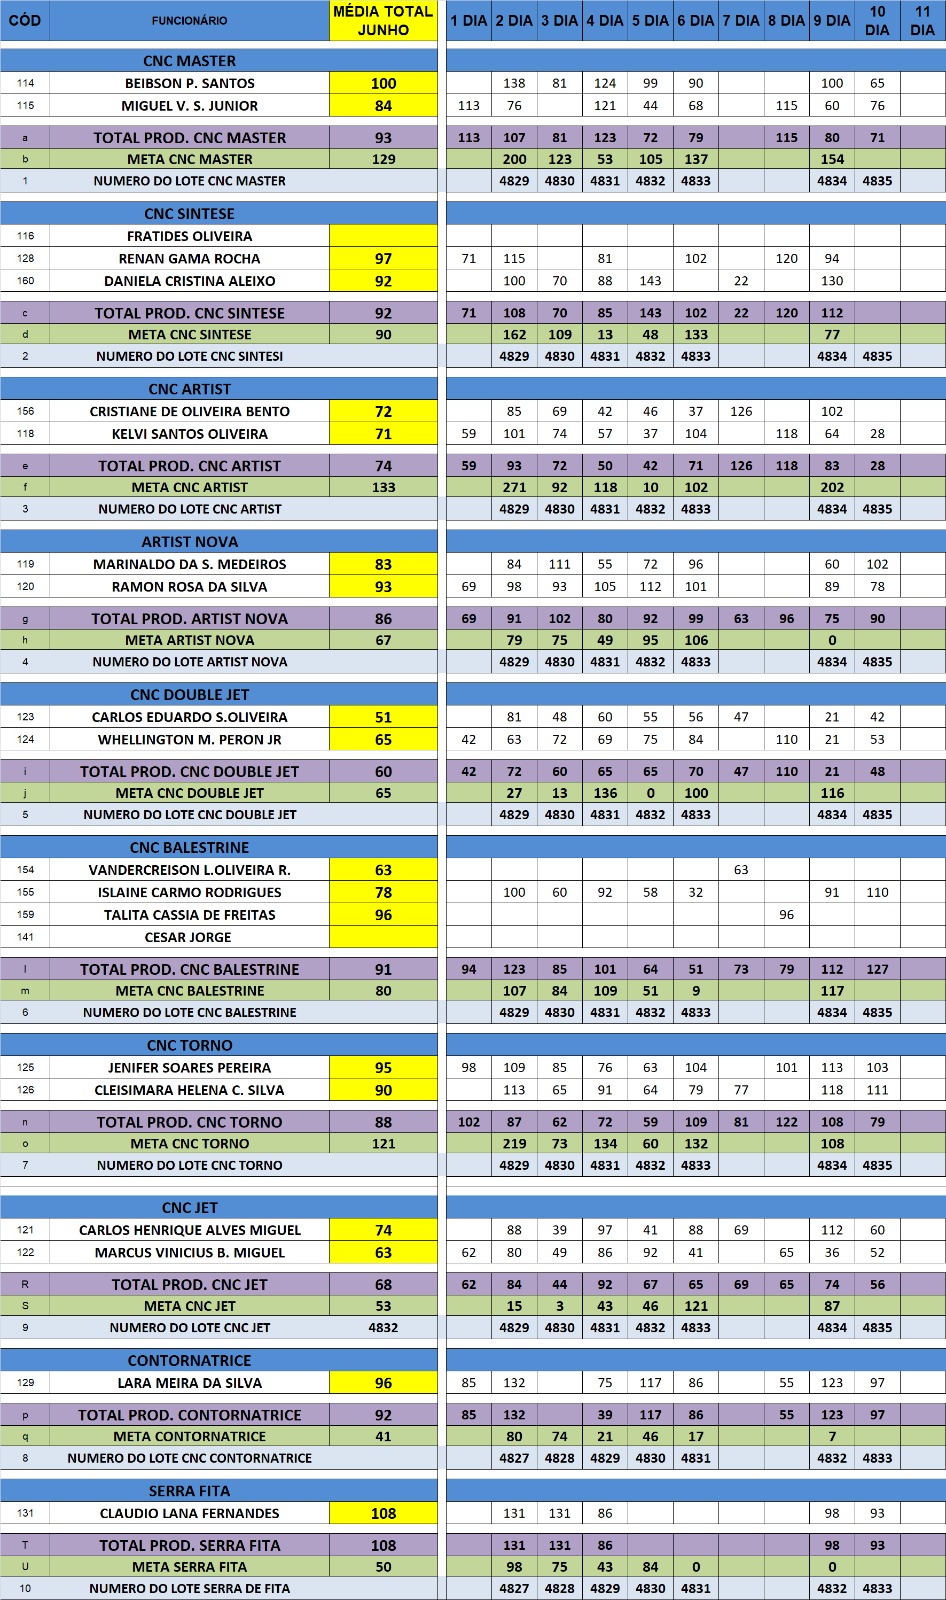 CÓD FUNCIONÁRIO MÉDIA TOTAL JUNHO 1 DIA 2 DIA 3 DIA 4 DIA 5 DIA 6 DIA 7 DIA 8 DIA 9 DIA 10 DIA 11 DIA
CNC MASTER
114 BEIBSON P. SANTOS 100 138 81 124 99 90 100 65
115 MIGUEL V. S. JUNIOR 84 113 76 121 44 68 115 60 76
a TOTAL PROD. CNC MASTER 93 113 107 81 123 72 79 115 80 71
b META CNC MASTER 129 200 123 53 105 137 154
1 NUMERO DO LOTE CNC MASTER 4829 4830 4831 4832 4833 4834 4835
CNC SINTESE
116 FRATIDES OLIVEIRA
128 RENAN GAMA ROCHA 97 71 115 81 102 120 94
160 DANIELA CRISTINA ALEIXO 92 100 70 88 143 22 130
c TOTAL PROD. CNC SINTESE 92 71 108 70 85 143 102 22 120 112
d META CNC SINTESE 90 162 109 13 48 133 77
2 NUMERO DO LOTE CNC SINTESI 4829 4830 4831 4832 4833 4834 4835
CNC ARTIST
156 CRISTIANE DE OLIVEIRA BENTO 72 85 69 42 46 37 126 102
118 KELVI SANTOS OLIVEIRA 71 59 101 74 57 37 104 118 64 28
e TOTAL PROD. CNC ARTIST 74 59 93 72 50 42 71 126 118 83 28
f META CNC ARTIST 133 271 92 118 10 102 202
3 NUMERO DO LOTE CNC ARTIST 4829 4830 4831 4832 4833 4834 4835
ARTIST NOVA
119 MARINALDO DA S. MEDEIROS 83 84 111 55 72 96 60 102
120 RAMON ROSA DA SILVA 93 69 98 93 105 112 101 89 78
g TOTAL PROD. ARTIST NOVA 86 69 91 102 80 92 99 63 96 75 90
h META ARTIST NOVA 67 79 75 49 95 106 0
4 NUMERO DO LOTE ARTIST NOVA 4829 4830 4831 4832 4833 4834 4835
CNC DOUBLE JET
123 CARLOS EDUARDO S.OLIVEIRA 51 81 48 60 55 56 47 21 42
124 WHELLINGTON M. PERON JR 65 42 63 72 69 75 84 110 21 53
i TOTAL PROD. CNC DOUBLE JET 60 42 72 60 65 65 70 47 110 21 48
j META CNC DOUBLE JET 65 27 13 136 0 100 116
5 NUMERO DO LOTE CNC DOUBLE JET 4829 4830 4831 4832 4833 4834 4835
CNC BALESTRINE
154 VANDERCREISON L.OLIVEIRA R. 63 63
155 ISLAINE CARMO RODRIGUES 78 100 60 92 58 32 91 110
159 TALITA CASSIA DE FREITAS 96 96
141 CESAR JORGE
l TOTAL PROD. CNC BALESTRINE 91 94 123 85 101 64 51 73 79 112 127
m META CNC BALESTRINE 80 107 84 109 51 9 117
6 NUMERO DO LOTE CNC BALESTRINE 4829 4830 4831 4832 4833 4834 4835
CNC TORNO
125 JENIFER SOARES PEREIRA 95 98 109 85 76 63 104 101 113 103
126 CLEISIMARA HELENA C. SILVA 90 113 65 91 64 79 77 118 111
n TOTAL PROD. CNC TORNO 88 102 87 62 72 59 109 81 122 108 79
o META CNC TORNO 121 219 73 134 60 132 108
7 NUMERO DO LOTE CNC TORNO 4829 4830 4831 4832 4833 4834 4835
CNC JET
121 CARLOS HENRIQUE ALVES MIGUEL 74 88 39 97 41 88 69 112 60
122 MARCUS VINICIUS B. MIGUEL 63 62 80 49 86 92 41 65 36 52
R TOTAL PROD. CNC JET 68 62 84 44 92 67 65 69 65 74 56
S META CNC JET 53 15 3 43 46 121 87
9 NUMERO DO LOTE CNC JET 4832 4829 4830 4831 4832 4833 4834 4835
CONTORNATRICE
129 LARA MEIRA DA SILVA 96 85 132 75 117 86 55 123 97
p TOTAL PROD. CONTORNATRICE 92 85 132 39 117 86 55 123 97
q META CONTORNATRICE 41 80 74 21 46 17 7
8 NUMERO DO LOTE CNC CONTORNATRICE 4827 4828 4829 4830 4831 4832 4833
SERRA FITA
131 CLAUDIO LANA FERNANDES 108 131 131 86 98 93
T TOTAL PROD. SERRA FITA 108 131 131 86 98 93
U META SERRA FITA 50 98 75 43 84 0 0
10 NUMERO DO LOTE SERRA DE FITA 4827 4828 4829 4830 4831 4832 4833